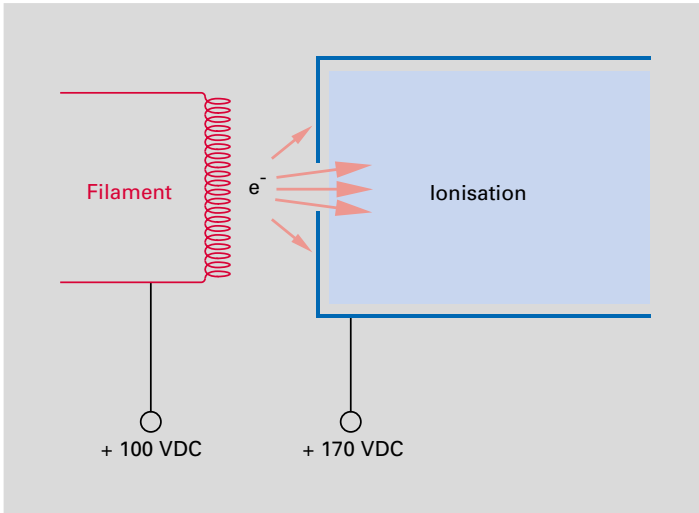 Filament
e-
Ionisation
+ 100 VDC
+ 170 VDC